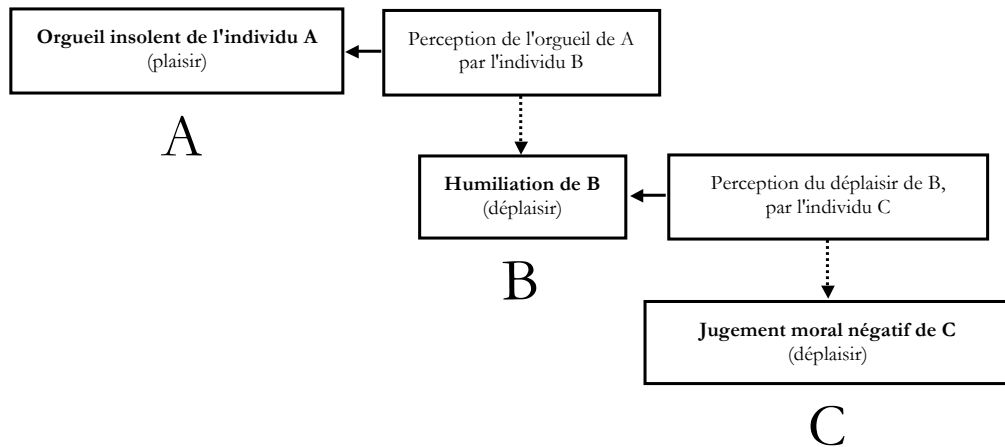 Orgueil insolent de l'individu A
(plaisir)
Perception de l'orgueil de A
par l'individu B
A
Humiliation de B
(déplaisir)
Perception du déplaisir de B,
par l'individu C
B
Jugement moral négatif de C
(déplaisir)
C